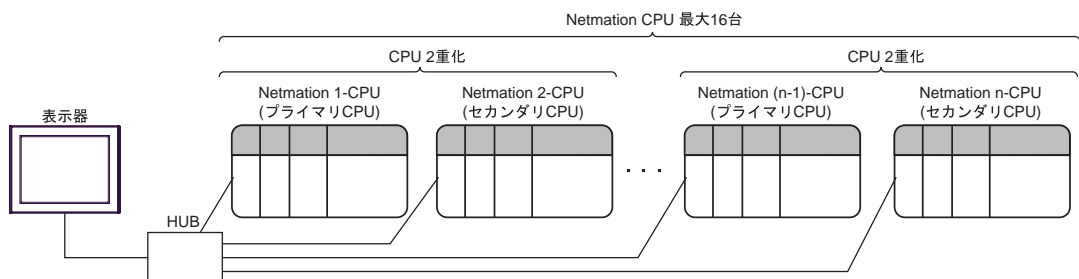 Netmation CPU 最大16台
CPU 2重化
CPU 2重化
Netmation 1-CPU
(プライマリCPU)
Netmation 2-CPU
(セカンダリCPU)
Netmation (n-1)-CPU
(プライマリCPU)
Netmation n-CPU
(セカンダリCPU)
表示器
. . .
HUB